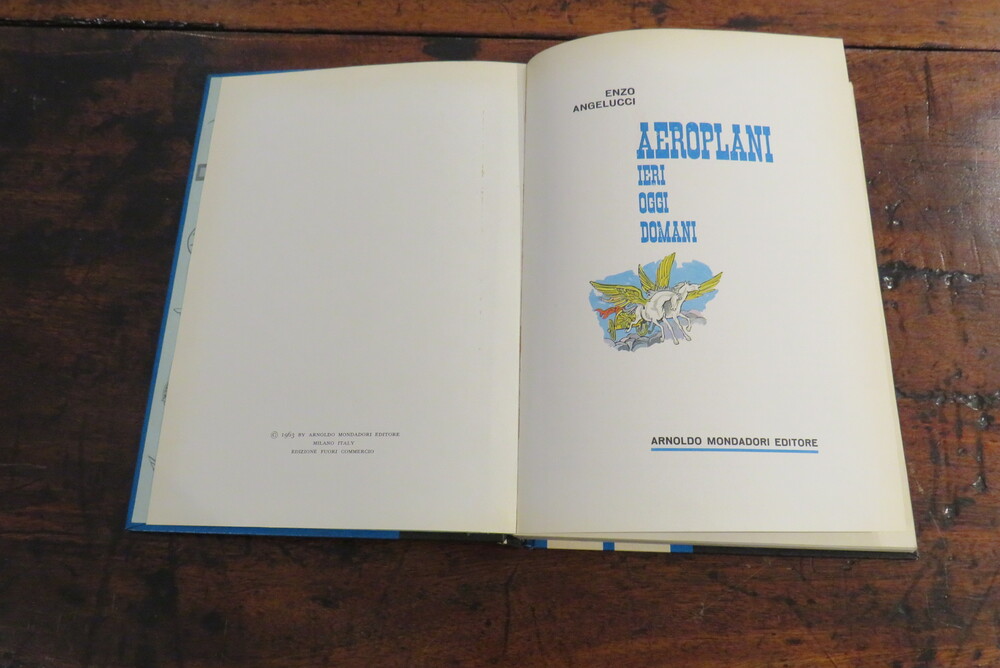 © 1965 BY ARNOLDO MONDADORI EDITORE
MILANO ITALY
EDIZIONE FUORI COMMERCIO
ENZO
ANGELUCCI
AEROPLANI
IERI
OGGI
DOMANI
ARNOLDO MONDADORI EDITORE